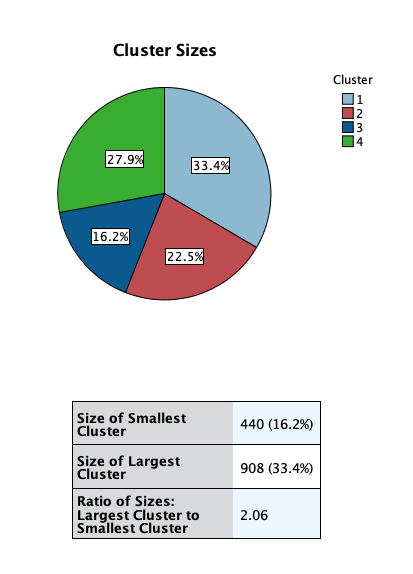 Cluster Sizes
Cluster
1
2
3
4
27.9%
33.4%
16.2%
22.5%
Size of Smallest
Cluster
440 (16.2%)
Size of Largest
Cluster
908 (33.4%)
Ratio of Sizes:
Largest Cluster to
Smallest Cluster
2.06